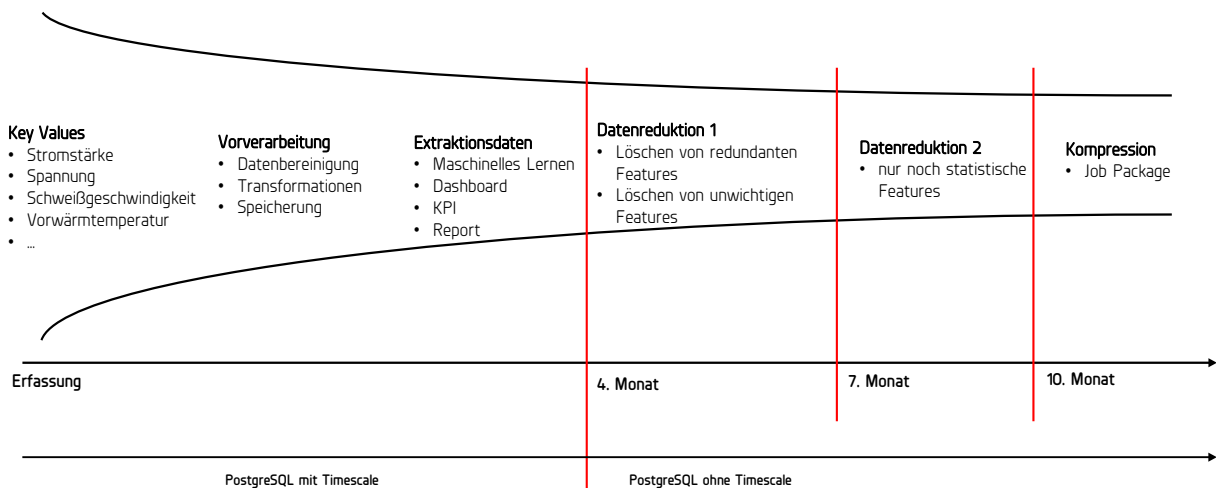 Key Values
• Stromstärke
• Spannung
• Schweißgeschwindigkeit
• Vorwärmtemperatur
• ...
Vorverarbeitung
• Datenbereinigung
• Transformationen
• Speicherung
Extraktionsdaten
• Maschinelles Lernen
• Dashboard
• KPI
• Report
Datenreduktion 1
• Löschen von redundanten
Features
• Löschen von unwichtigen
Features
Datenreduktion 2
• nur noch statistische
Features
Kompression
• Job Package
Erfassung
4. Monat
7. Monat
10. Monat
PostgreSQL mit Timescale
PostgreSQL ohne Timescale